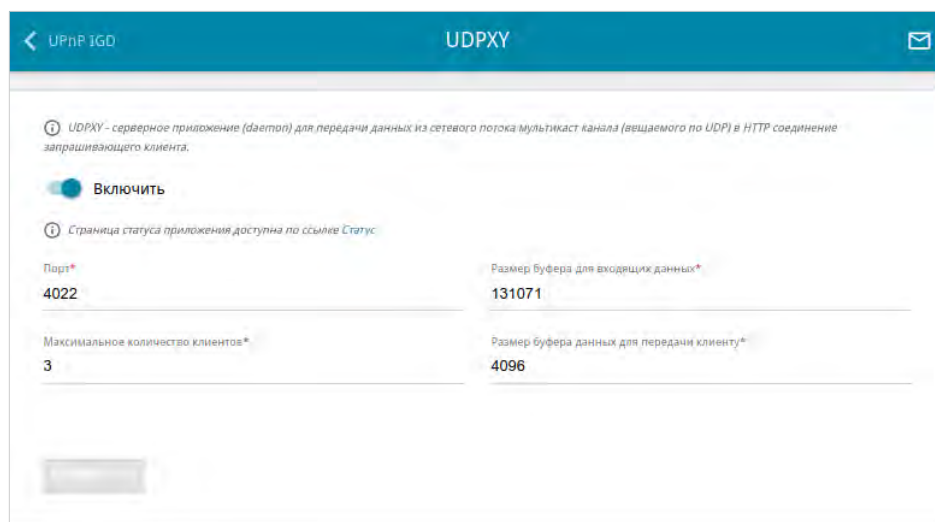 UPnP IGD
UDPXY
UDPXY - серверное приложение (daemon) для передачи данных из сетевого потока мультикаст канала (вещаемого по UDP) в HTTP соединение
запрашивающего клиента.
Включить
Страница статуса приложения доступна по ссылке Статус
Порт*
Размер буфера для входящих данных*
4022
131071
Максимальное количество клиентов*
Размер буфера данных для передачи клиенту*
3
4096